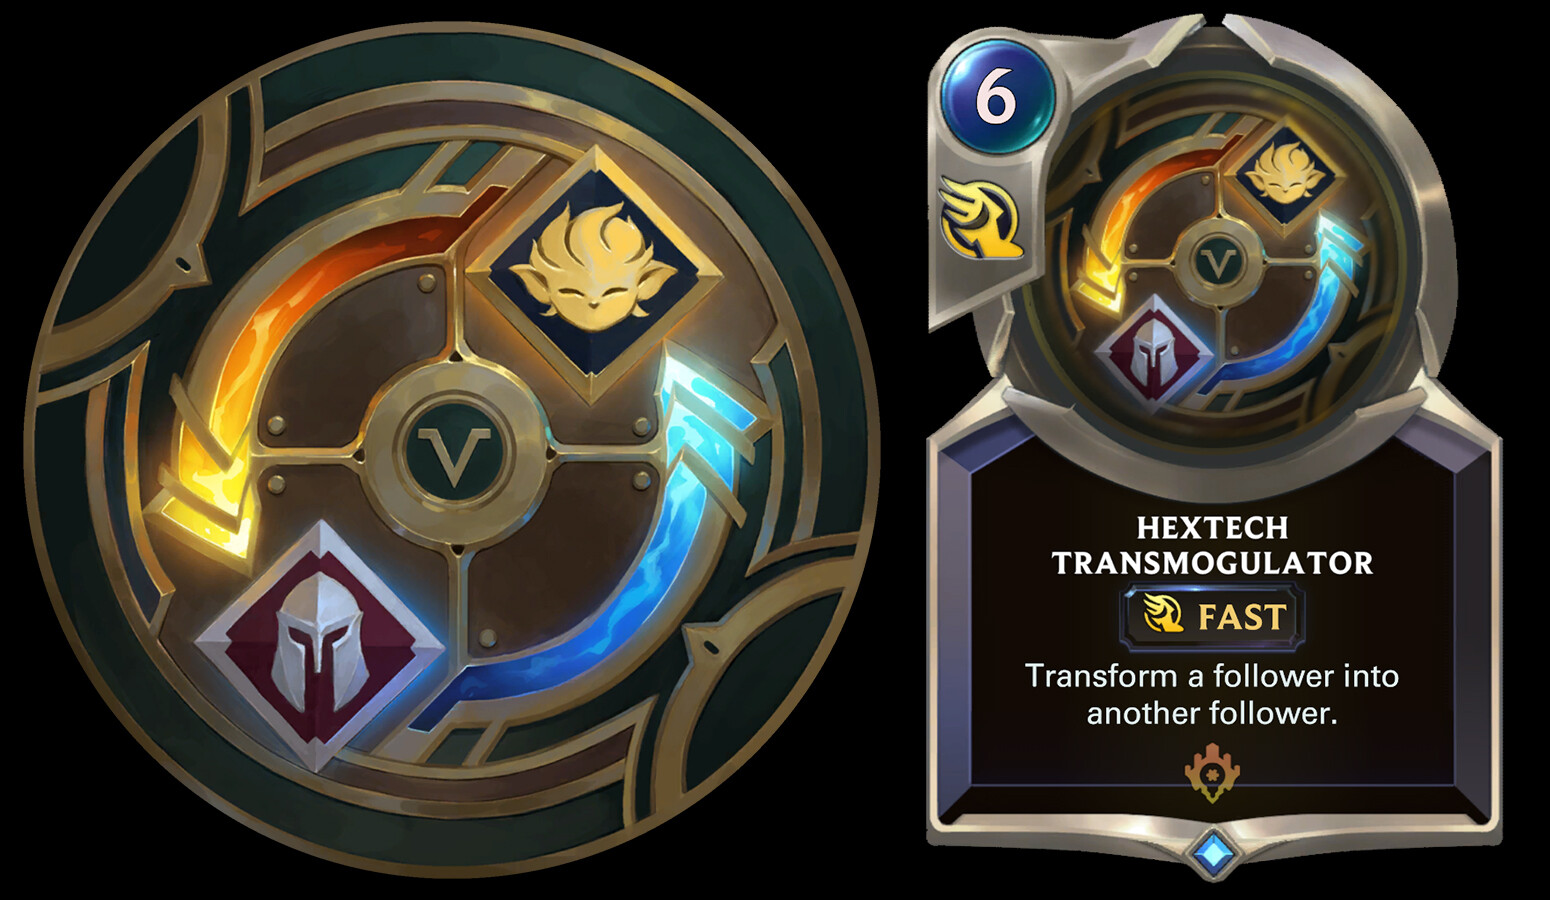 V
6
V
HEXTECH
TRANSMOGULATOR
FAST
Transform a follower into
another follower.